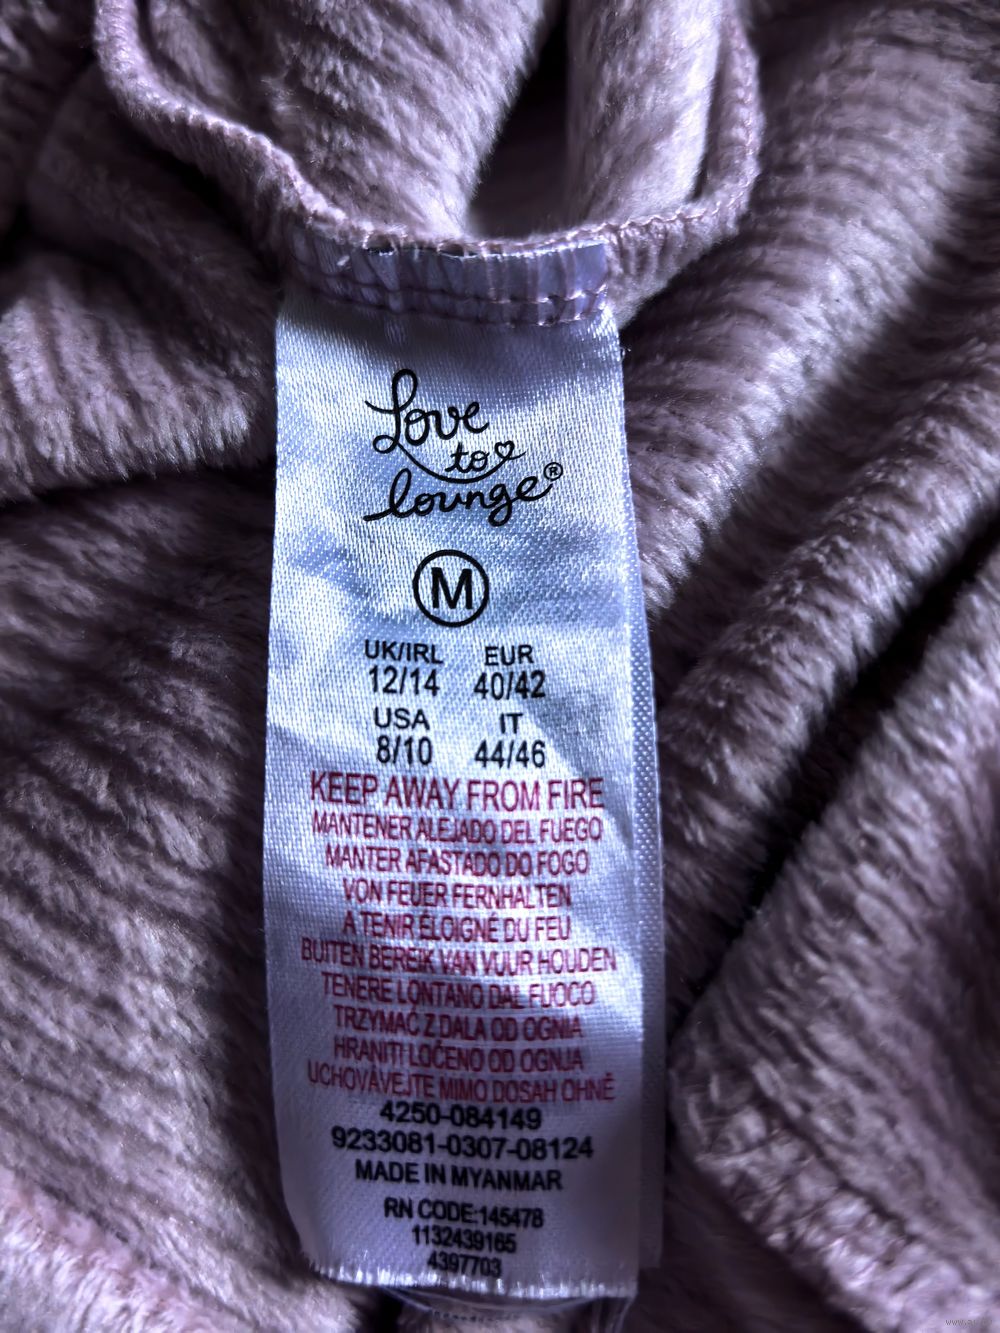 Love
to
lounge®
M
UK/IRL EUR
12/14 40/42
USA IT
8/10 44/46
KEEP AWAY FROM FIRE
MANTENER ALEJADO DEL FUEGO
MANTER AFASTADO DO FOGO
VON FEUER FERNHALTEN
A TENIR ÉLOIGNÉ DU FEU
BUITEN BEREIK VAN VUUR HOUDEN
TENERE LONTANO DAL FUOCO
TRZYMAĆ Z DALA OD OGNIA
HRANITI LOČENO OD OGNJA
UCHOVÁVEJTE MIMO DOSAH OHNĚ
4250-084149
9233081-0307-08124
MADE IN MYANMAR
RN CODE:145478
1132439165
4397703